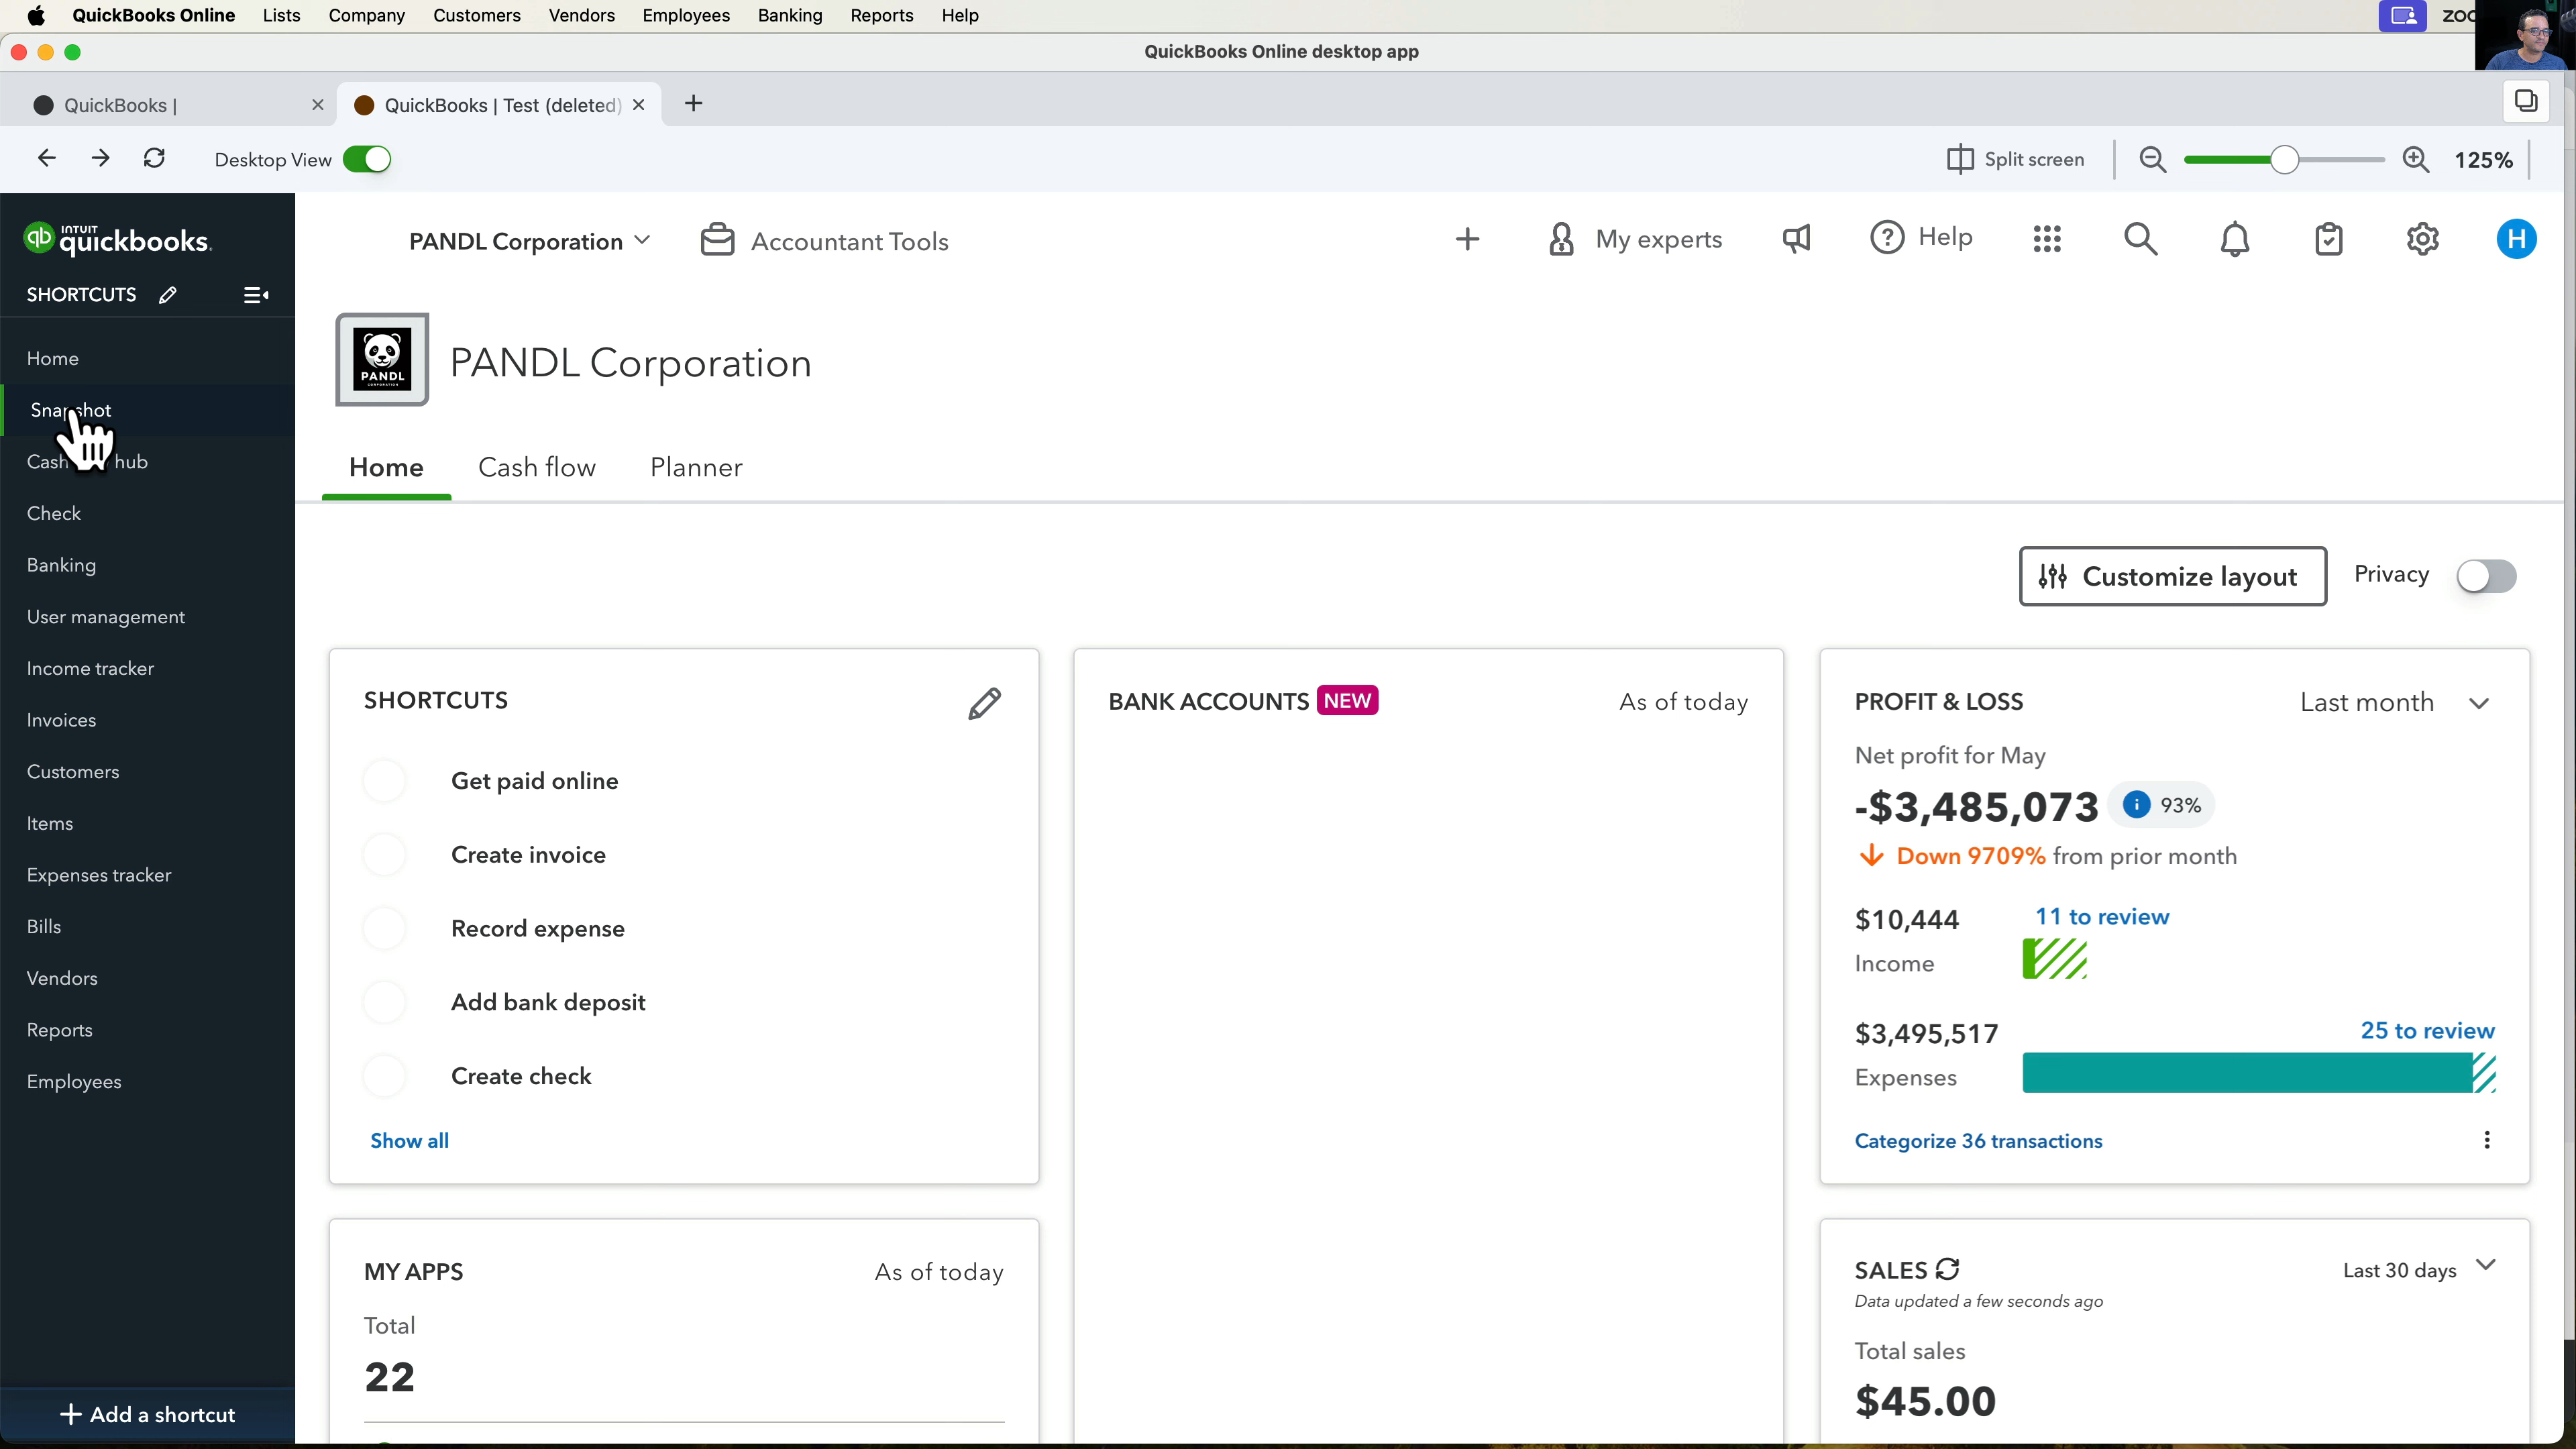 QuickBooks Online Lists Company Customers Vendors Employees Banking Reports Help
QuickBooks Online desktop app
QuickBooks | QuickBooks | Test (deleted)
Desktop View Split screen 125%
INTUIT
quickbooks.
PANDL Corporation Accountant Tools My experts Help H
SHORTCUTS
Home
Snapshot
hub
Check
Banking
User management
Income tracker
Invoices
Customers
Items
Expenses tracker
Bills
Vendors
Reports
Employees
+ Add a shortcut
PANDL
CORPORATION
PANDL Corporation
Home Cash flow Planner
Customize layout Privacy
SHORTCUTS
Get paid online
Create invoice
Record expense
Add bank deposit
Create check
Show all
BANK ACCOUNTS NEW As of today
PROFIT & LOSS Last month
Net profit for May
-$3,485,073 93%
Down 9709% from prior month
$10,444 11 to review
Income
$3,495,517 25 to review
Expenses
Categorize 36 transactions
MY APPS As of today
Total
22
SALES Last 30 days
Data updated a few seconds ago
Total sales
$45.00